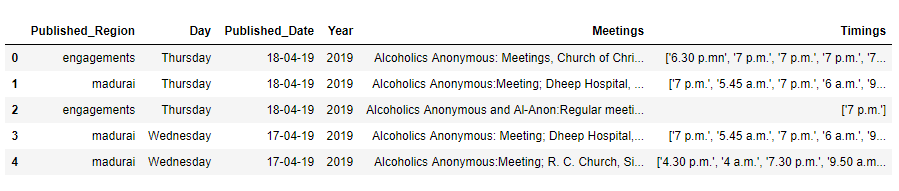 Published_Region Day Published_Date Year Meetings Timings
0 engagements Thursday 18-04-19 2019 Alcoholics Anonymous: Meetings, Church of Chri... ['6.30 p.mn', '7 p.m.', '7 p.m.', '7 p.m.', '7...
1 madurai Thursday 18-04-19 2019 Alcoholics Anonymous:Meeting; Dheep Hospital, ... ['7 p.m.', '5.45 a.m.', '7 p.m.', '6 a.m.', '9...
2 engagements Thursday 18-04-19 2019 Alcoholics Anonymous and Al-Anon:Regular meeti... ['7 p.m.']
3 madurai Wednesday 17-04-19 2019 Alcoholics Anonymous: Meeting; Dheep Hospital,... ['7 p.m.', '5.45 a.m.', '7 p.m.', '6 a.m.', '9...
4 madurai Wednesday 17-04-19 2019 Alcoholics Anonymous:Meeting; R. C. Church, Si... ['4.30 p.m.', '4 a.m.', '7.30 p.m.', '9.50 a.m...